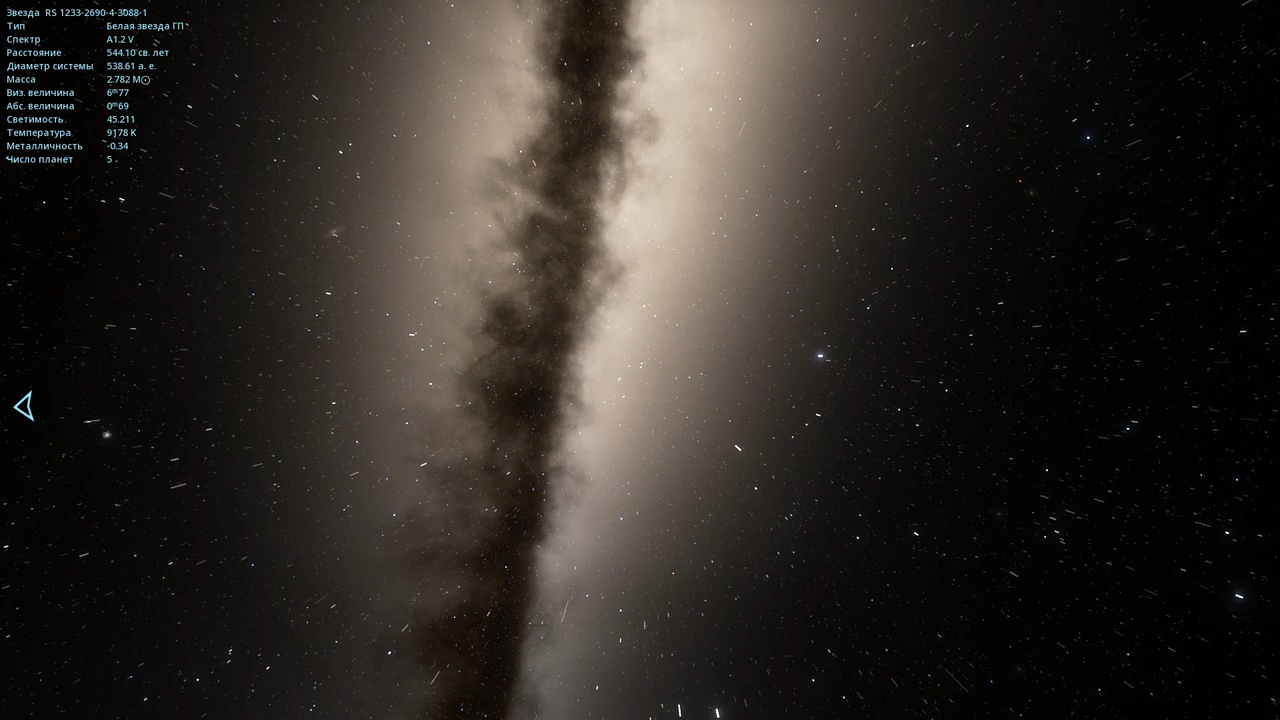 Звезда RS 1233-2690-4-3088-1
Тип Белая звезда ГП
Спектр A1.2 V
Расстояние 544.10 св. лет
Диаметр системы 538.61 а. е.
Масса 2.782 M☉
Виз. величина 6ᵐ77
Абс. величина 0ᵐ69
Светимость 45.211
Температура 9178 K
Металличность -0.34
Число планет 5